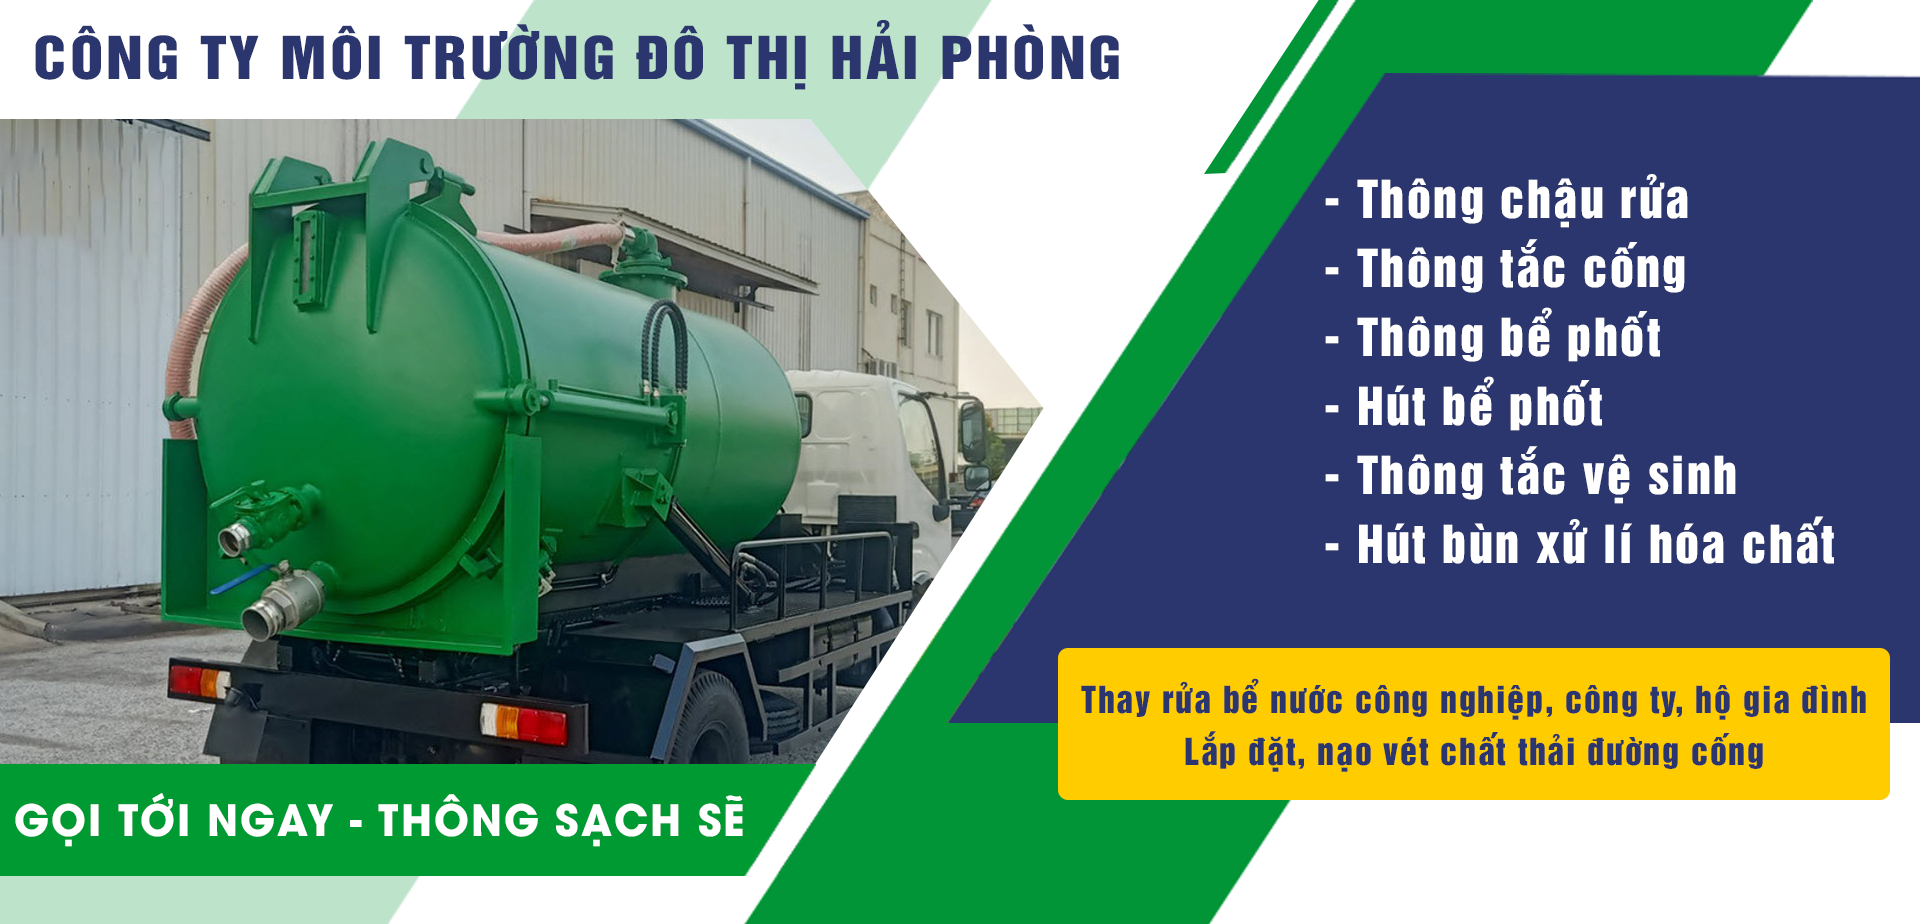 CÔNG TY MÔI TRƯỜNG ĐÔ THỊ HẢI PHÒNG
- Thông chậu rửa
- Thông tắc cống
- Thông bể phốt
- Hút bể phốt
- Thông tắc vệ sinh
- Hút bùn xử lí hóa chất
Thay rửa bể nước công nghiệp, công ty, hộ gia đình
Lắp đặt, nạo vét chất thải đường cống
GỌI TỚI NGAY - THÔNG SẠCH SẼ